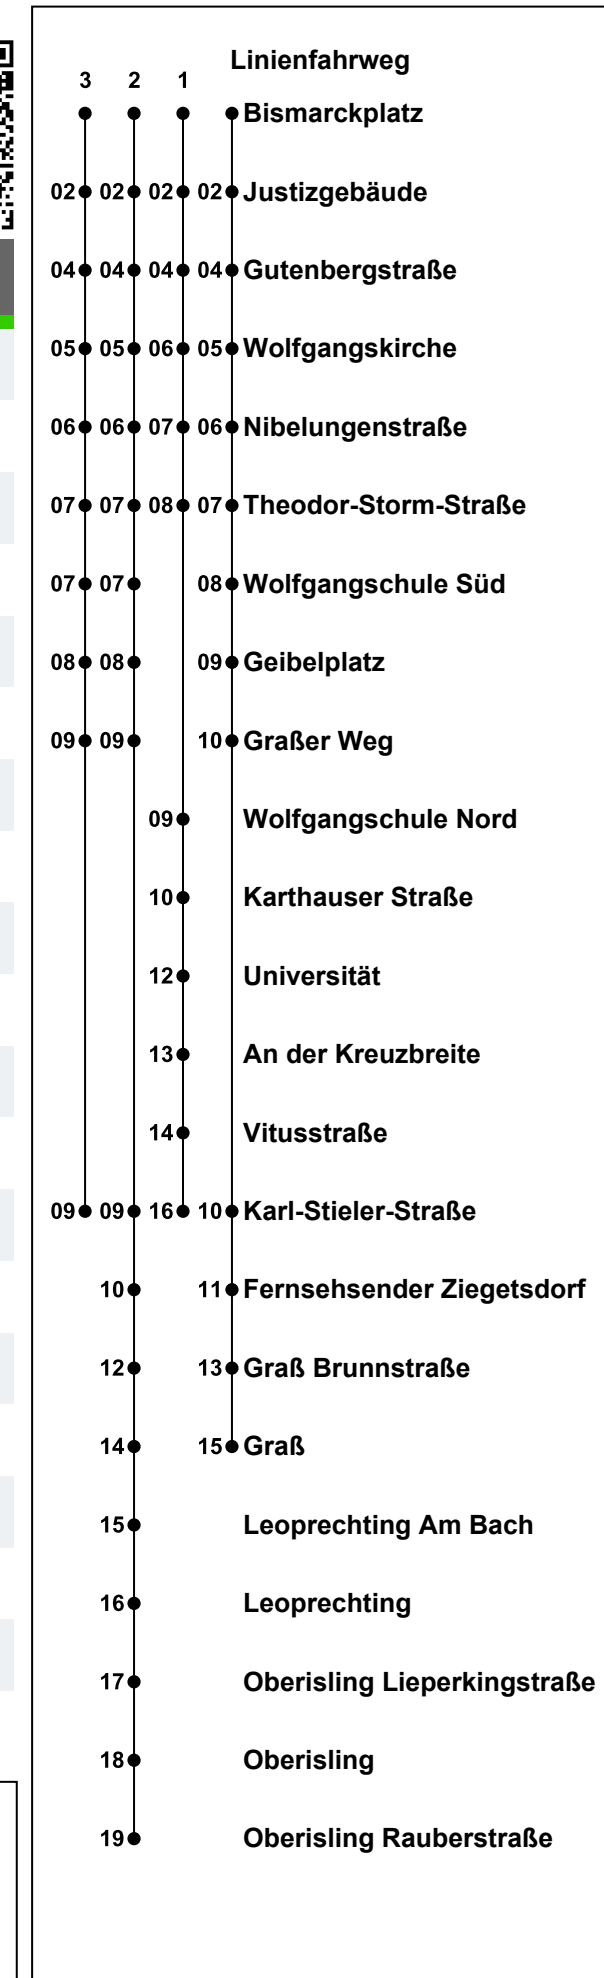 Linienfahrweg
3 2 1
Bismarckplatz
02 02 02 02 Justizgebäude
04 04 04 04 Gutenbergstraße
05 05 06 05 Wolfgangskirche
06 06 07 06 Nibelungenstraße
07 07 08 07 Theodor-Storm-Straße
07 07 08 Wolfgangschule Süd
08 08 09 Geibelplatz
09 09 10 Graßer Weg
09 Wolfgangschule Nord
10 Karthauser Straße
12 Universität
13 An der Kreuzbreite
14 Vitusstraße
09 09 16 10 Karl-Stieler-Straße
10 11 Fernsehsender Ziegetsdorf
12 13 Graß Brunnstraße
14 15 Graß
15 Leoprechting Am Bach
16 Leoprechting
17 Oberisling Lieperkingstraße
18 Oberisling
19 Oberisling Rauberstraße